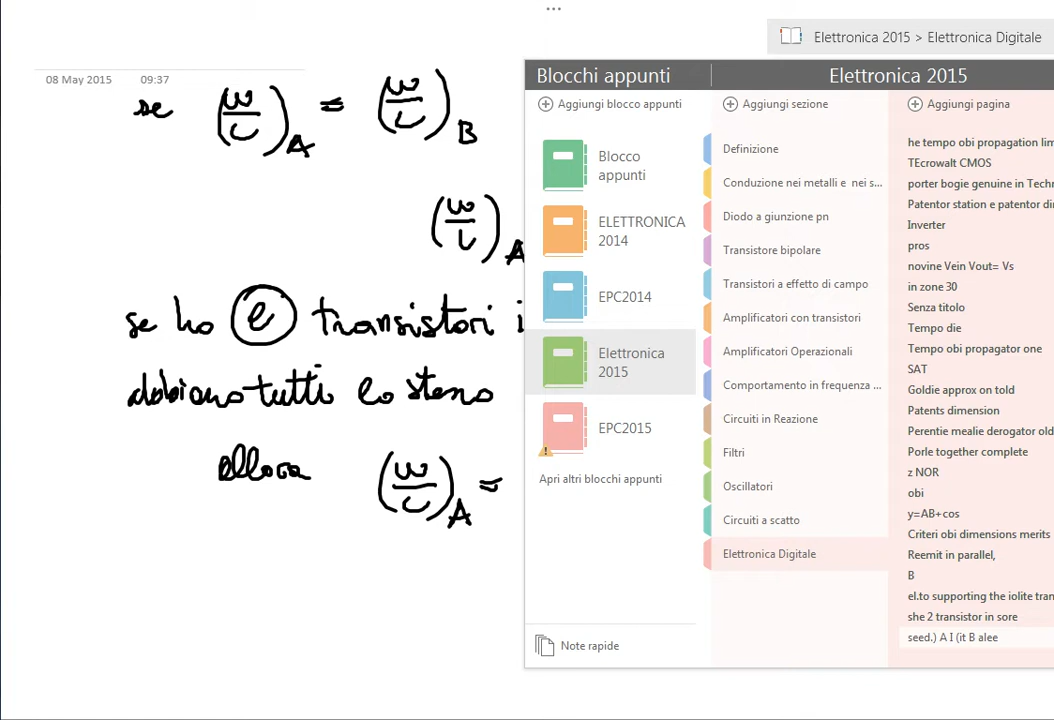 Elettronica 2015 > Elettronica Digitale
08 May 2015 09:37
se (W/L)A = (W/L)B
(W/L)A
se ho ⓔ transistori i
abbiano tutti lo stesso
allora (W/L)A =
Blocchi appunti
Aggiungi blocco appunti
Blocco
appunti
ELETTRONICA
2014
EPC2014
Elettronica
2015
EPC2015
Apri altri blocchi appunti
Note rapide
Elettronica 2015
Aggiungi sezione
Definizione
Conduzione nei metalli e nei s...
Diodo a giunzione pn
Transistore bipolare
Transistori a effetto di campo
Amplificatori con transistori
Amplificatori Operazionali
Comportamento in frequenza ...
Circuiti in Reazione
Filtri
Oscillatori
Circuiti a scatto
Elettronica Digitale
Aggiungi pagina
he tempo obi propagation lim
TEcrowalt CMOS
porter bogie genuine in Techn
Patentor station e patentor di
Inverter
pros
novine Vein Vout= Vs
in zone 30
Senza titolo
Tempo die
Tempo obi propagator one
SAT
Goldie approx on told
Patents dimension
Perentie mealie derogator old
Porle together complete
z NOR
obi
y=AB+cos
Criteri obi dimensions merits
Reemit in parallel,
B
el.to supporting the iolite tran
she 2 transistor in sore
seed.) A I (it B alee